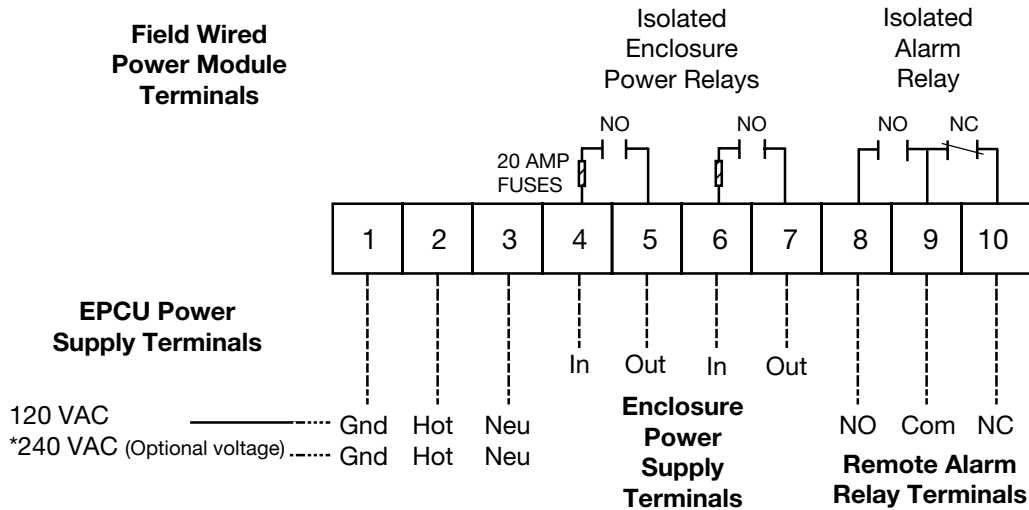 Field Wired
Power Module
Terminals
Isolated
Enclosure
Power Relays
Isolated
Alarm
Relay
NO
NO
NO
NC
20 AMP
FUSES
1 2 3 4 5 6 7 8 9 10
EPCU Power
Supply Terminals
In Out In Out
120 VAC Gnd Hot Neu
*240 VAC (Optional voltage) Gnd Hot Neu
Enclosure
Power
Supply
Terminals
NO Com NC
Remote Alarm
Relay Terminals